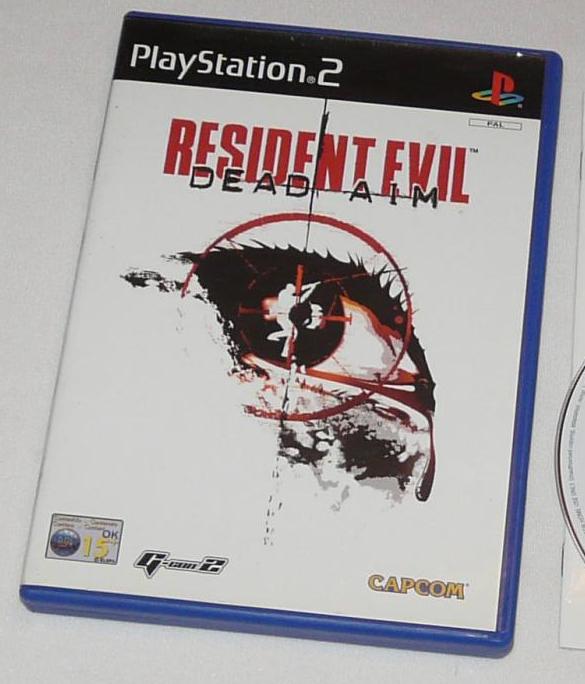 PlayStation®2
PAL
RESIDENT EVIL™
DEAD AIM
OK
15+
G-con 2
CAPCOM®